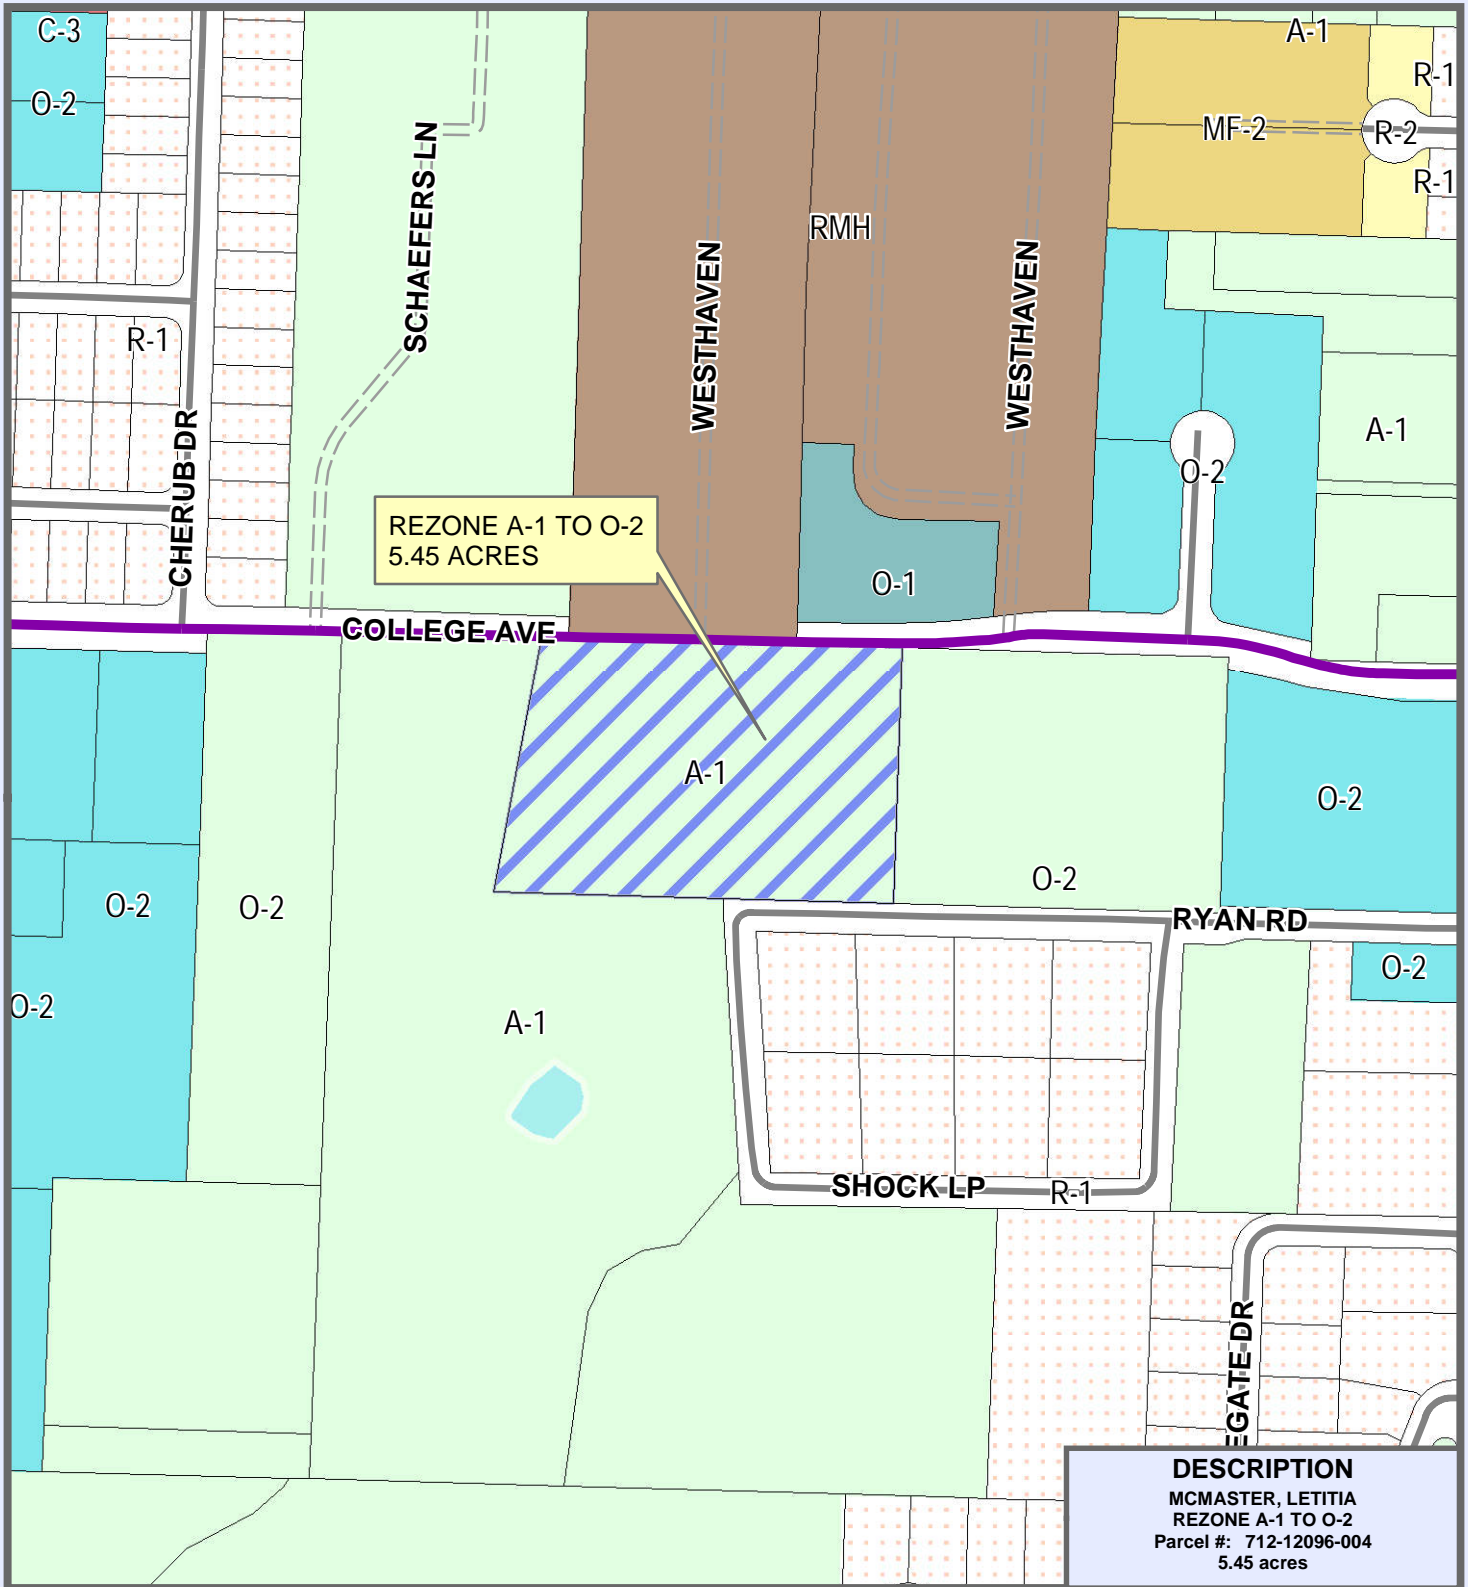 C-3
A-1
R-1
O-2
MF-2
R-2
R-1
SCHAEFERS LN
RMH
WESTHAVEN
WESTHAVEN
R-1
A-1
CHERUB DR
O-2
REZONE A-1 TO O-2
5.45 ACRES
O-1
COLLEGE AVE
A-1
O-2
O-2
O-2
O-2
RYAN RD
O-2
O-2
A-1
SHOCK LP
R-1
EGATE DR
DESCRIPTION
MCMASTER, LETITIA
REZONE A-1 TO O-2
Parcel #: 712-12096-004
5.45 acres